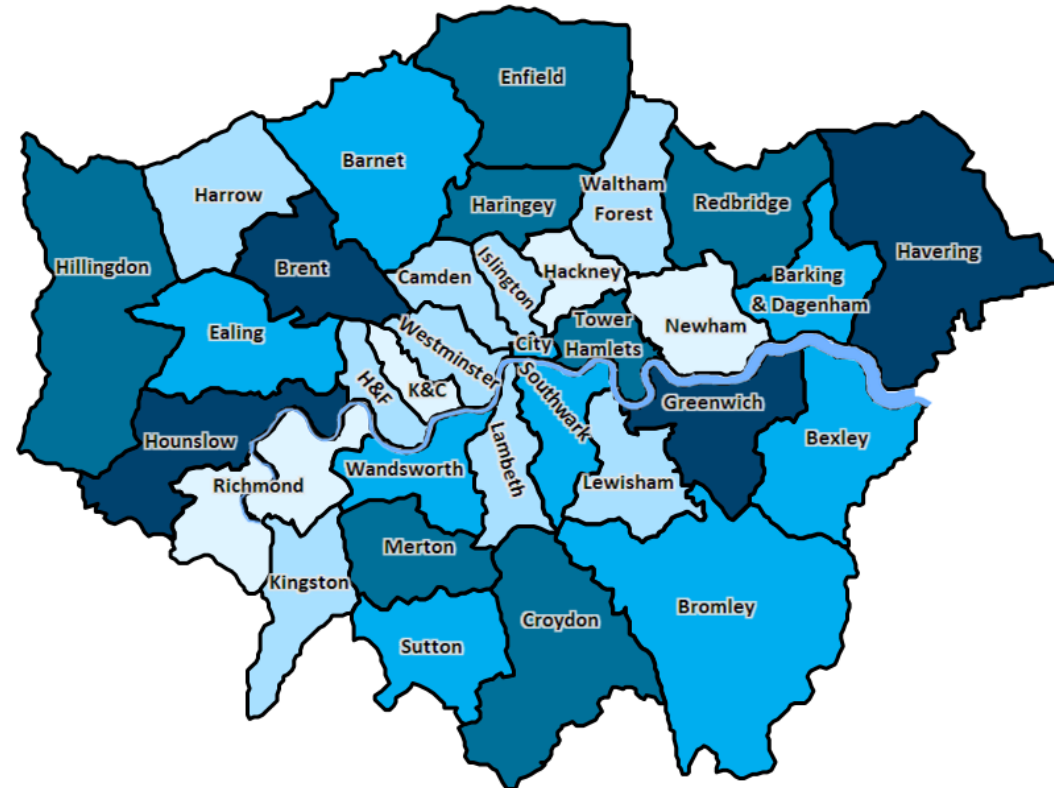 Enfield
Barnet
Harrow
Haringey
Waltham
Forest
Redbridge
Havering
Hillingdon
Brent
Camden
Islington
Hackney
Barking
& Dagenham
Ealing
Westminster
City
Tower
Hamlets
Newham
H&F
K&C
Southwark
Greenwich
Hounslow
Bexley
Lambeth
Wandsworth
Richmond
Lewisham
Merton
Kingston
Bromley
Croydon
Sutton